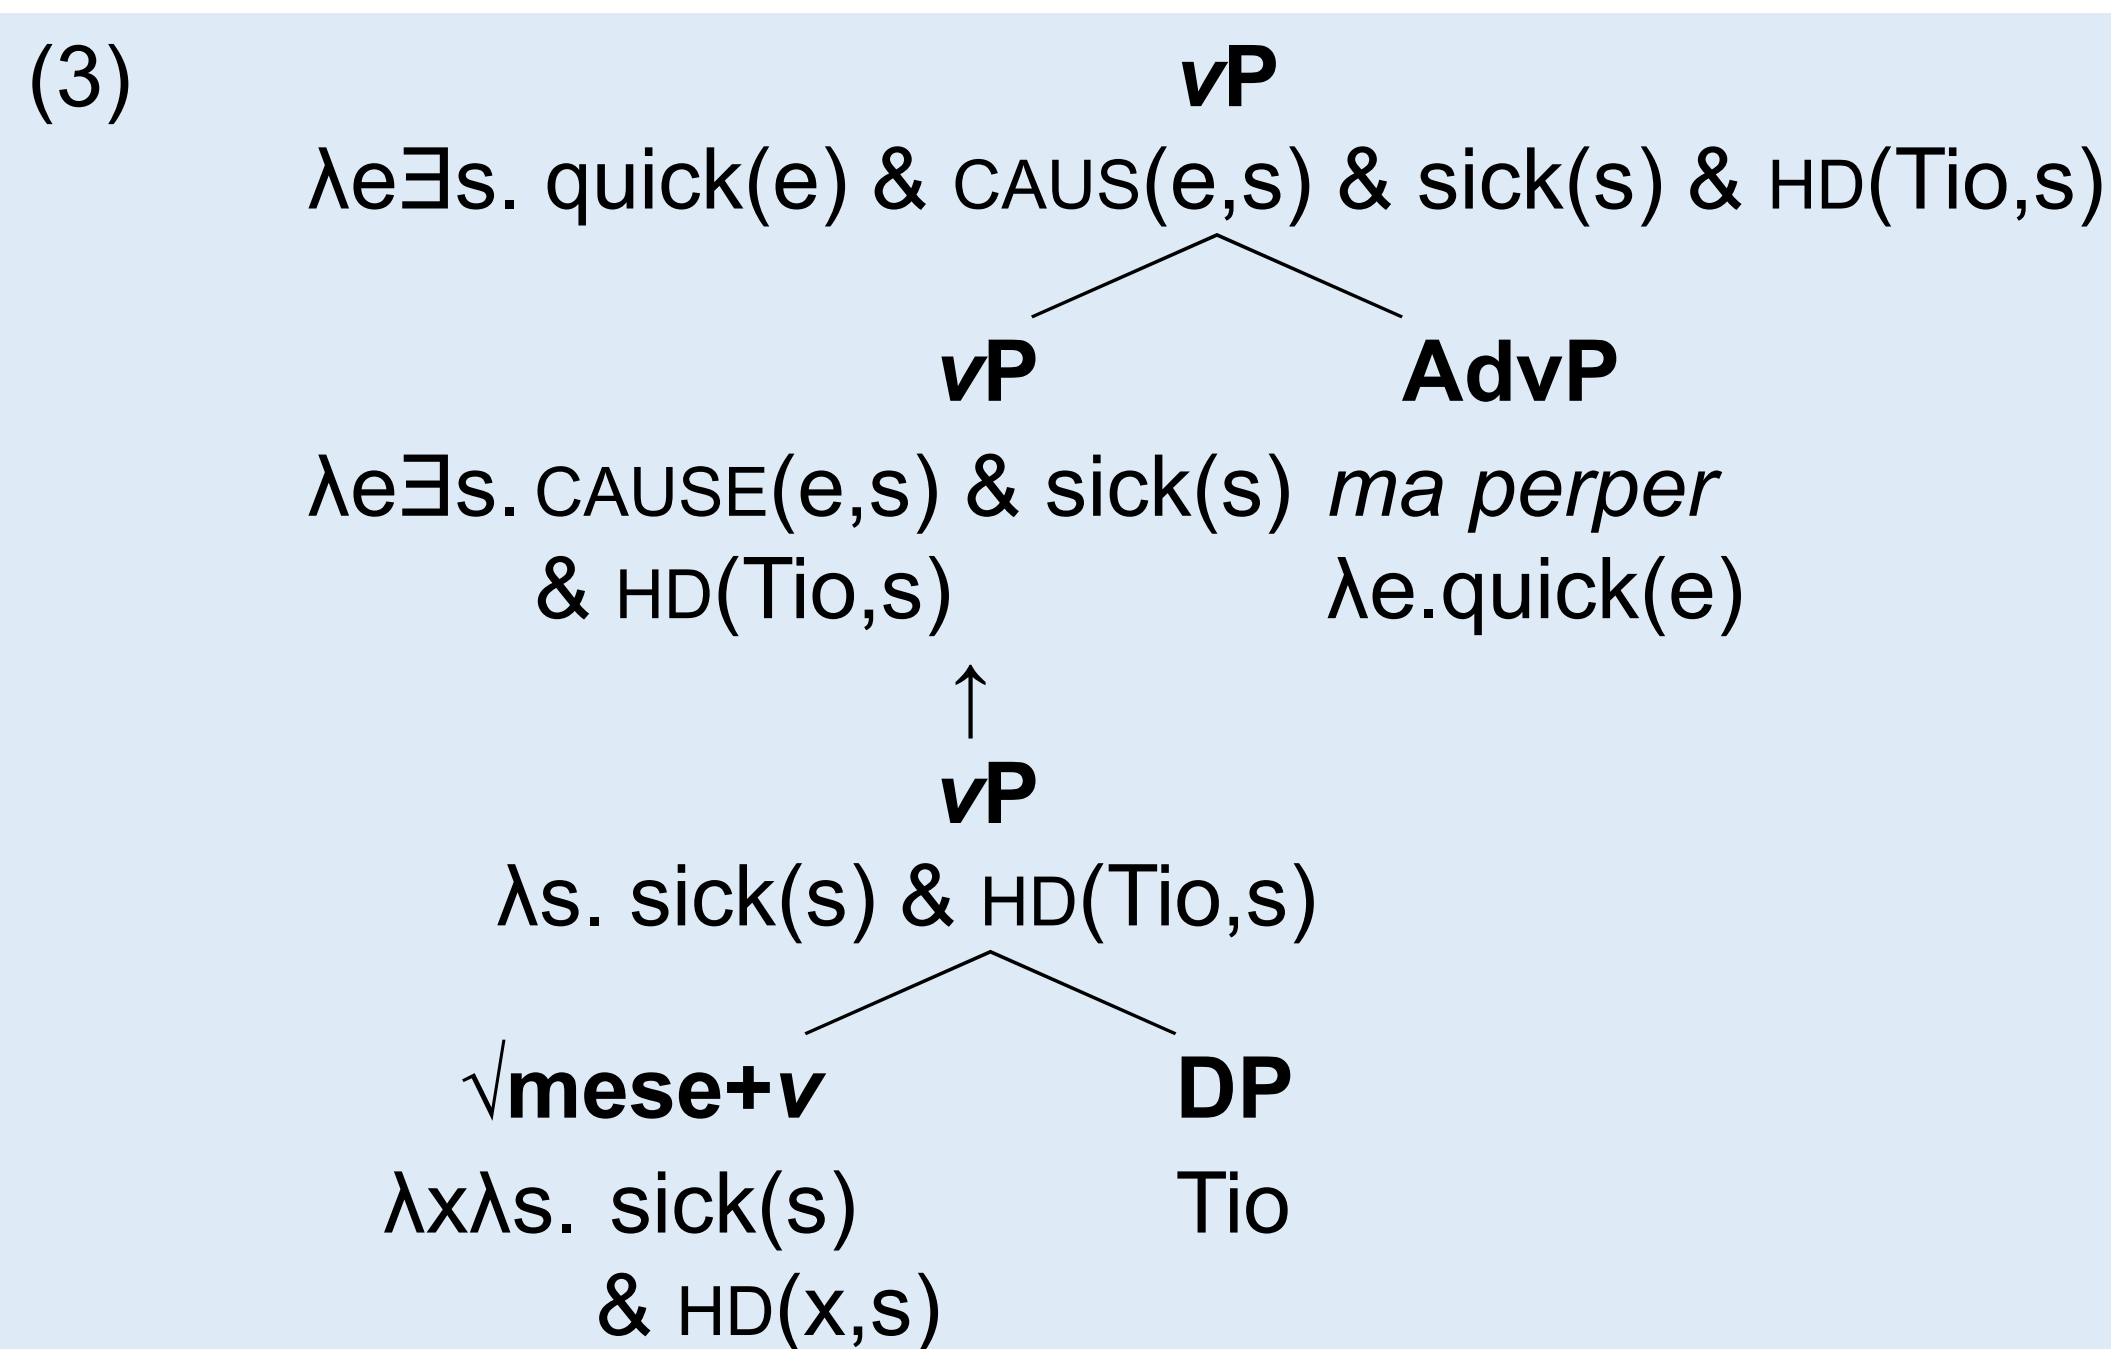 (3) vP
λe∃s. quick(e) & CAUS(e,s) & sick(s) & HD(Tio,s)
vP AdvP
λe∃s. CAUSE(e,s) & sick(s) ma perper
& HD(Tio,s) λe.quick(e)
↑
vP
λs. sick(s) & HD(Tio,s)
√mese+v DP
λxλs. sick(s) Tio
& HD(x,s)